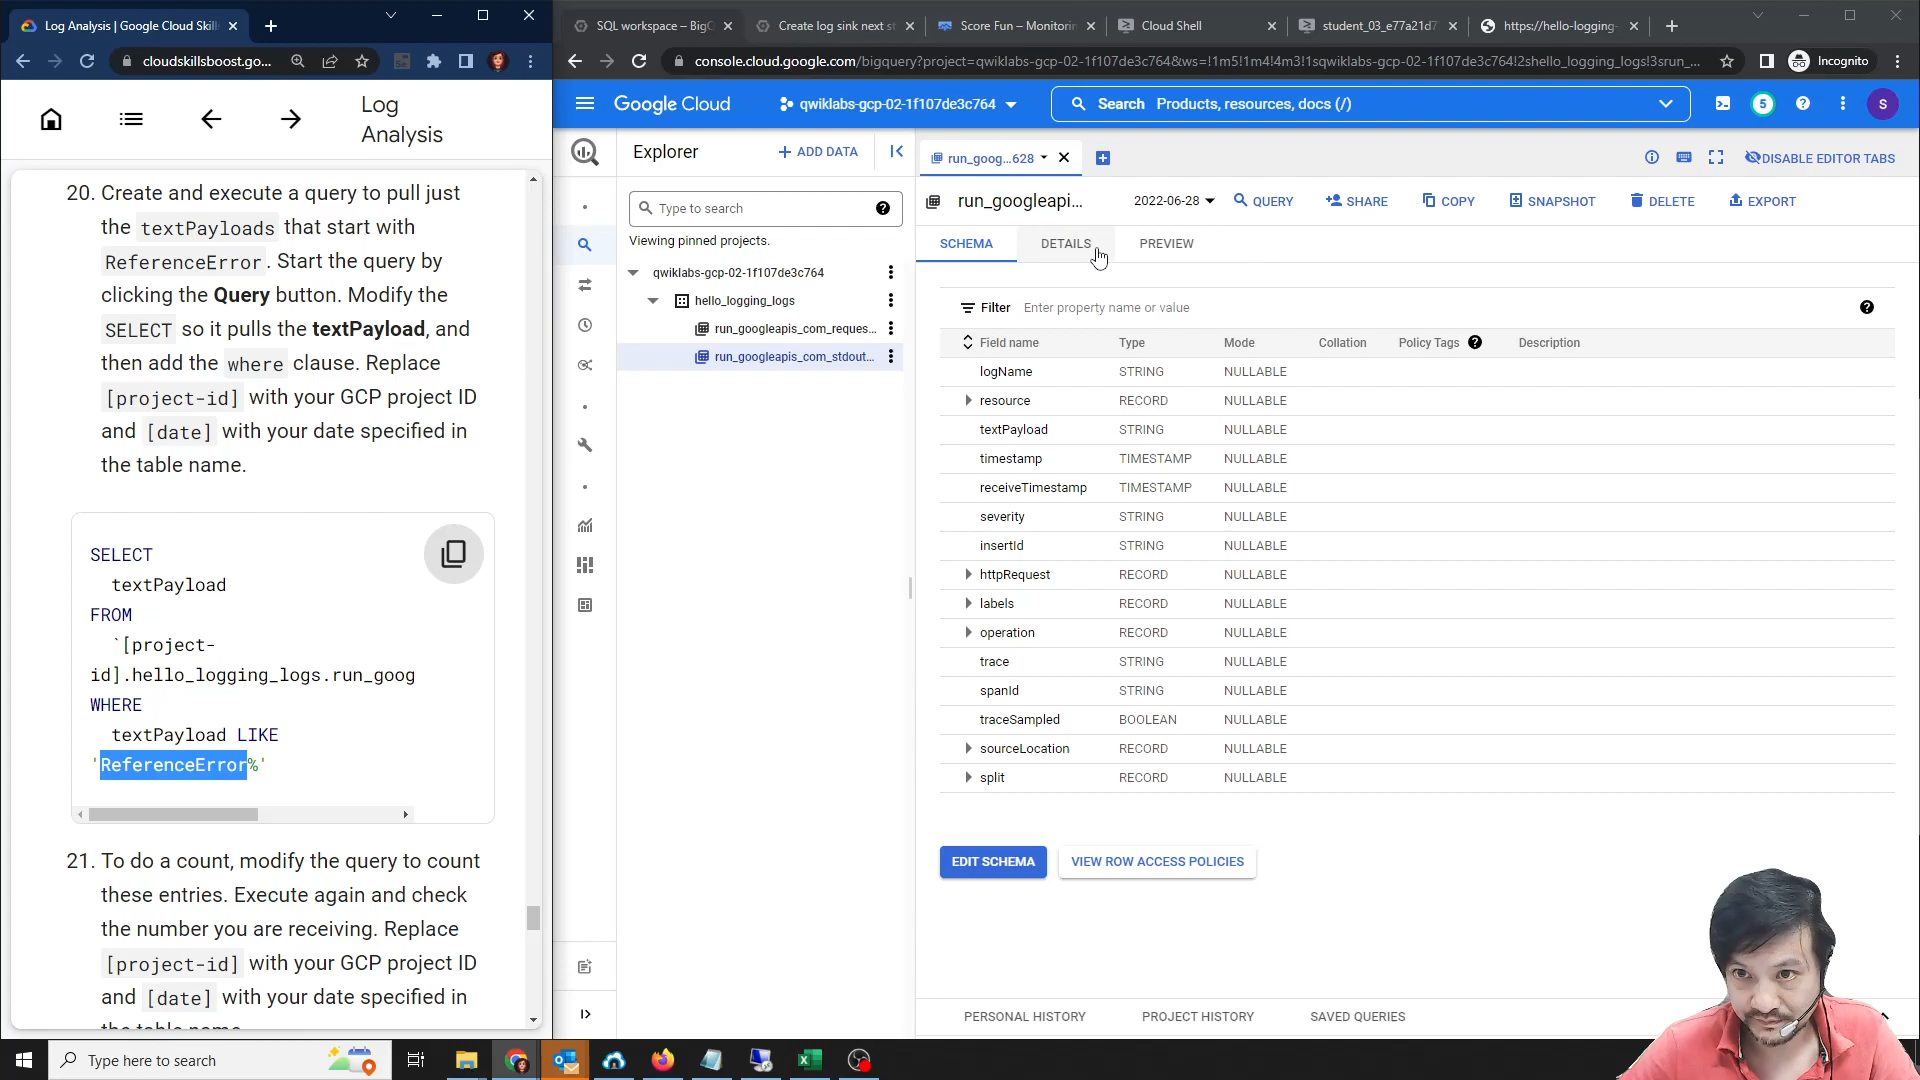 Log Analysis | Google Cloud Skills
cloudskillsboost.go...
Log
Analysis
20. Create and execute a query to pull just
the textPayloads that start with
ReferenceError. Start the query by
clicking the Query button. Modify the
SELECT so it pulls the textPayload, and
then add the where clause. Replace
[project-id] with your GCP project ID
and [date] with your date specified in
the table name.
SELECT
textPayload
FROM
`[project-
id].hello_logging_logs.run_goog
WHERE
textPayload LIKE
'ReferenceError%'
21. To do a count, modify the query to count
these entries. Execute again and check
the number you are receiving. Replace
[project-id] with your GCP project ID
and [date] with your date specified in
the table name
SQL workspace – BigQ
Create log sink next st
Score Fun – Monitorin
Cloud Shell
student_03_e77a21d7
https://hello-logging-
console.cloud.google.com/bigquery?project=qwiklabs-gcp-02-1f107de3c764&ws=!1m5!1m4!4m3!1sqwiklabs-gcp-02-1f107de3c764!2shello_logging_logs!3srun_...
Incognito
Google Cloud
qwiklabs-gcp-02-1f107de3c764
Search Products, resources, docs (/)
5
S
Explorer
ADD DATA
Type to search
Viewing pinned projects.
qwiklabs-gcp-02-1f107de3c764
hello_logging_logs
run_googleapis_com_reques...
run_googleapis_com_stdout...
run_goog...628
DISABLE EDITOR TABS
run_googleapi...
2022-06-28
QUERY
SHARE
COPY
SNAPSHOT
DELETE
EXPORT
SCHEMA
DETAILS
PREVIEW
Filter Enter property name or value
Field name Type Mode Collation Policy Tags Description
logName STRING NULLABLE
resource RECORD NULLABLE
textPayload STRING NULLABLE
timestamp TIMESTAMP NULLABLE
receiveTimestamp TIMESTAMP NULLABLE
severity STRING NULLABLE
insertId STRING NULLABLE
httpRequest RECORD NULLABLE
labels RECORD NULLABLE
operation RECORD NULLABLE
trace STRING NULLABLE
spanId STRING NULLABLE
traceSampled BOOLEAN NULLABLE
sourceLocation RECORD NULLABLE
split RECORD NULLABLE
EDIT SCHEMA
VIEW ROW ACCESS POLICIES
PERSONAL HISTORY
PROJECT HISTORY
SAVED QUERIES
Type here to search